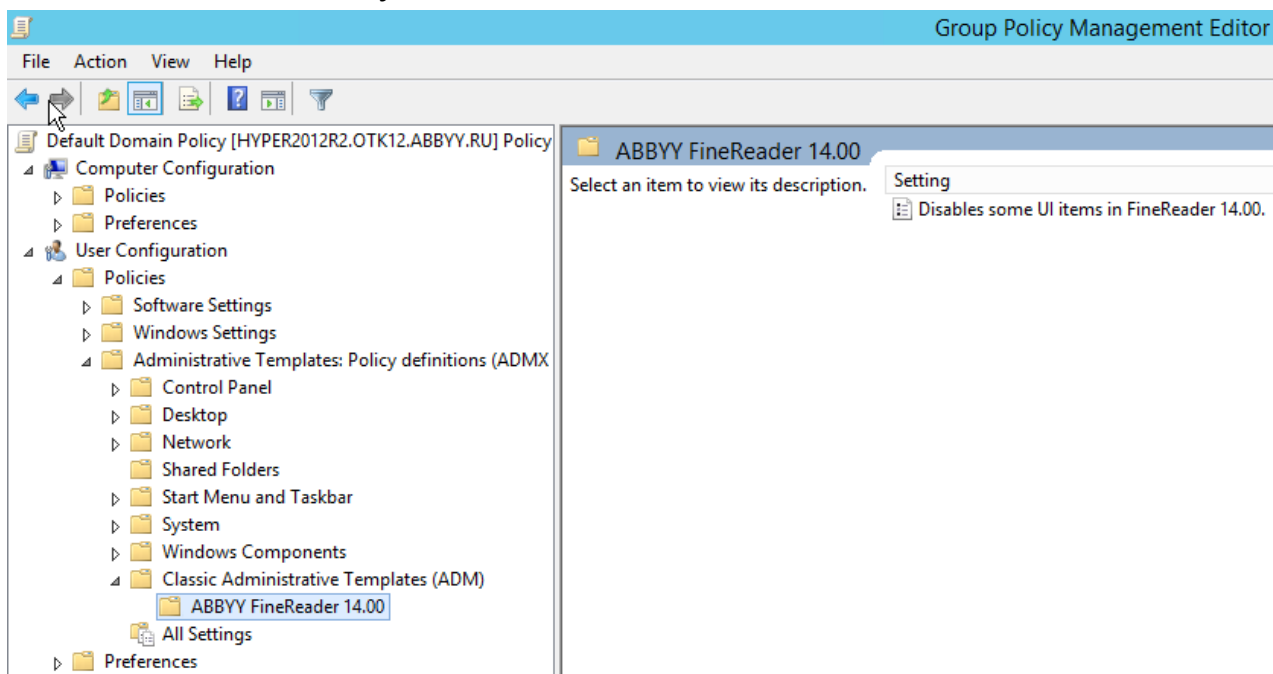 Group Policy Management Editor
File Action View Help
Default Domain Policy [HYPER2012R2.OTK12.ABBYY.RU] Policy
Computer Configuration
Policies
Preferences
User Configuration
Policies
Software Settings
Windows Settings
Administrative Templates: Policy definitions (ADMX
Control Panel
Desktop
Network
Shared Folders
Start Menu and Taskbar
System
Windows Components
Classic Administrative Templates (ADM)
ABBYY FineReader 14.00
All Settings
Preferences
ABBYY FineReader 14.00
Select an item to view its description.
Setting
Disables some UI items in FineReader 14.00.